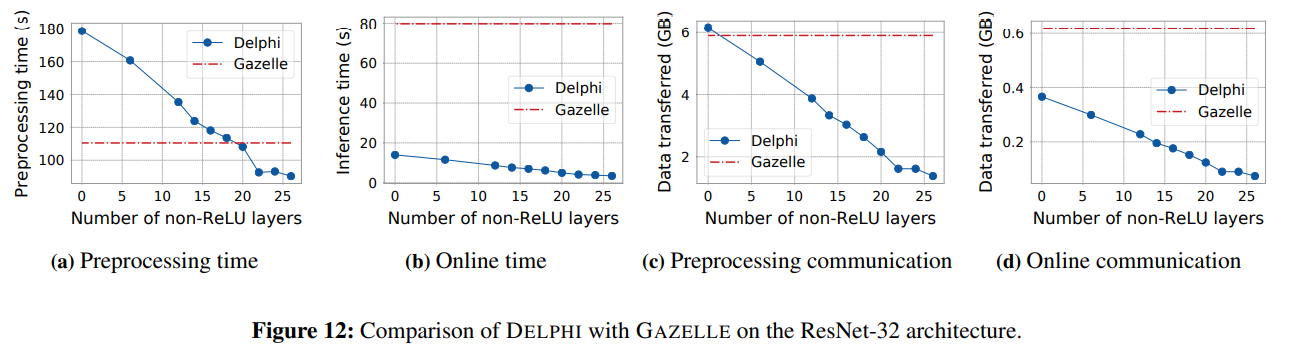 Preprocessing time (s)
180
160
140
120
100
0 5 10 15 20 25
Number of non-ReLU layers
Delphi
Gazelle
(a) Preprocessing time
Inference time (s)
80
60
40
20
0
0 5 10 15 20 25
Number of non-ReLU layers
Delphi
Gazelle
(b) Online time
Data transferred (GB)
6
4
2
0 5 10 15 20 25
Number of non-ReLU layers
Delphi
Gazelle
(c) Preprocessing communication
Data transferred (GB)
0.6
0.4
0.2
0 5 10 15 20 25
Number of non-ReLU layers
Delphi
Gazelle
(d) Online communication
Figure 12: Comparison of DELPHI with GAZELLE on the ResNet-32 architecture.